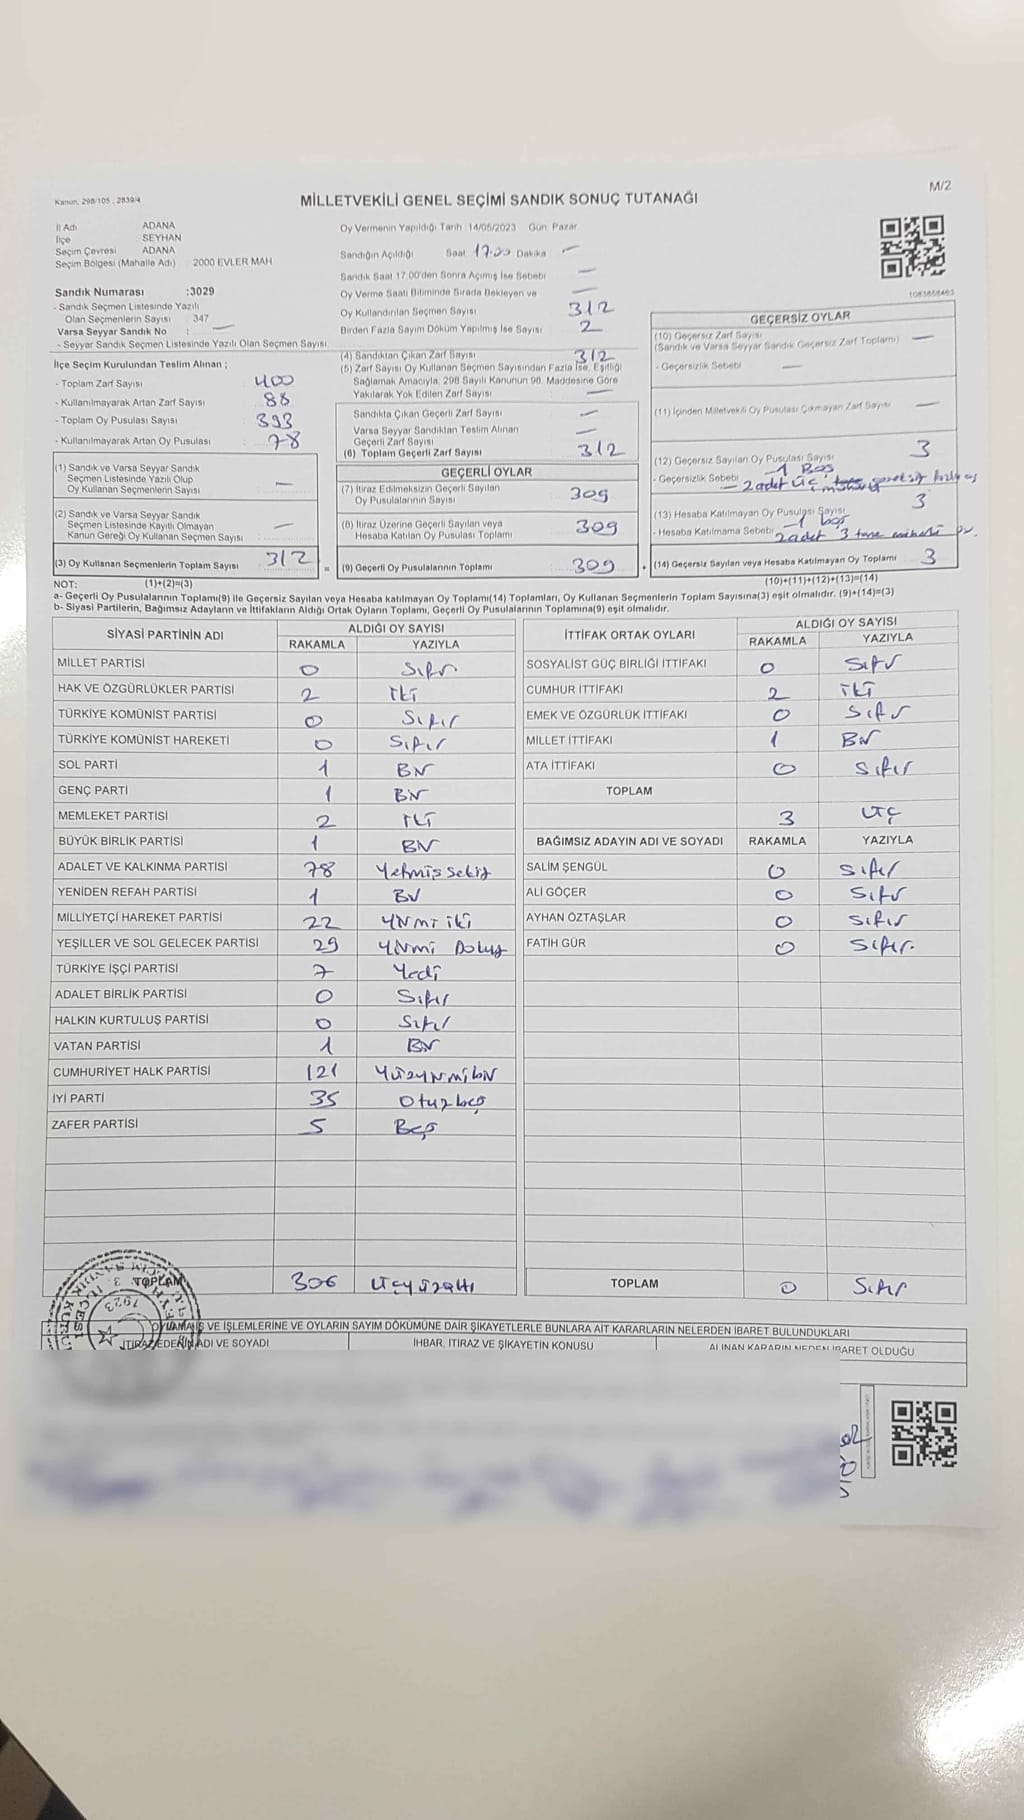 M/2
Kanun, 298/105 , 2839/4
MİLLETVEKİLİ GENEL SEÇİMİ SANDIK SONUÇ TUTANAĞI
İl Adı ADANA
İlçe SEYHAN
Seçim Çevresi ADANA
Seçim Bölgesi (Mahalle Adı) 2000 EVLER MAH
Sandık Numarası :3029
- Sandık Seçmen Listesinde Yazılı
Olan Seçmenlerin Sayısı 347
Varsa Seyyar Sandık No : —
- Seyyar Sandık Seçmen Listesinde Yazılı Olan Seçmen Sayısı
İlçe Seçim Kurulundan Teslim Alınan ;
- Toplam Zarf Sayısı : 400
- Kullanılmayarak Artan Zarf Sayısı : 88
- Toplam Oy Pusulası Sayısı : 393
- Kullanılmayarak Artan Oy Pusulası : 78
(1) Sandık ve Varsa Seyyar Sandık
Seçmen Listesinde Yazılı Olup
Oy Kullanan Seçmenlerin Sayısı —
(2) Sandık ve Varsa Seyyar Sandık
Seçmen Listesinde Kayıtlı Olmayan
Kanun Gereği Oy Kullanan Seçmen Sayısı —
(3) Oy Kullanan Seçmenlerin Toplam Sayısı 312
Oy Vermenin Yapıldığı Tarih :14/05/2023 Gün: Pazar
Sandığın Açıldığı Saat 17.00 Dakika —
Sandık Saat 17.00'den Sonra Açımış İse Sebebi —
Oy Verme Saati Bitiminde Sırada Bekleyen ve —
Oy Kullandırılan Seçmen Sayısı 312
Birden Fazla Sayım Döküm Yapılmış İse Sayısı 2
(4) Sandıktan Çıkan Zarf Sayısı 312
(5) Zarf Sayısı Oy Kullanan Seçmen Sayısından Fazla İse, Eşitliği
Sağlamak Amacıyla, 298 Sayılı Kanunun 98. Maddesine Göre
Yakılarak Yok Edilen Zarf Sayısı —
Sandıkta Çıkan Geçerli Zarf Sayısı —
Varsa Seyyar Sandıktan Teslim Alınan
Geçerli Zarf Sayısı —
(6) Toplam Geçerli Zarf Sayısı 312
GEÇERLİ OYLAR
(7) İtiraz Edilmeksizin Geçerli Sayılan
Oy Pusulalarının Sayısı 309
(8) İtiraz Üzerine Geçerli Sayılan veya
Hesaba Katılan Oy Pusulası Toplamı 309
= (9) Geçerli Oy Pusulalarının Toplamı 309 +
1083858463
GEÇERSİZ OYLAR
(10) Geçersiz Zarf Sayısı
(Sandık ve Varsa Seyyar Sandık Geçersiz Zarf Toplamı) —
- Geçersizlik Sebebi —
(11) İçinden Milletvekili Oy Pusulası Çıkmayan Zarf Sayısı —
(12) Geçersiz Sayılan Oy Pusulası Sayısı 3
- Geçersizlik Sebebi — 1 Boş
— 2 adet üç
(13) Hesaba Katılmayan Oy Pusulası Sayısı 3
- Hesaba Katılmama Sebebi — 1 boş
2 adet 3 tane
(14) Geçersiz Sayılan veya Hesaba Katılmayan Oy Toplamı 3
NOT: (1)+(2)=(3) (10)+(11)+(12)+(13)=(14)
a- Geçerli Oy Pusulalarının Toplamı(9) ile Geçersiz Sayılan veya Hesaba katılmayan Oy Toplamı(14) Toplamları, Oy Kullanan Seçmenlerin Toplam Sayısına(3) eşit olmalıdır. (9)+(14)=(3)
b- Siyasi Partilerin, Bağımsız Adayların ve İttifakların Aldığı Ortak Oyların Toplamı, Geçerli Oy Pusulalarının Toplamına(9) eşit olmalıdır.
SİYASİ PARTİNİN ADI ALDIĞI OY SAYISI
RAKAMLA YAZIYLA
MİLLET PARTİSİ 0 Sıfır
HAK VE ÖZGÜRLÜKLER PARTİSİ 2 İki
TÜRKİYE KOMÜNİST PARTİSİ 0 Sıfır
TÜRKİYE KOMÜNİST HAREKETİ 0 Sıfır
SOL PARTİ 1 Bir
GENÇ PARTİ 1 Bir
MEMLEKET PARTİSİ 2 İki
BÜYÜK BİRLİK PARTİSİ 1 Bir
ADALET VE KALKINMA PARTİSİ 78 Yetmiş sekiz
YENİDEN REFAH PARTİSİ 1 Bir
MİLLİYETÇİ HAREKET PARTİSİ 22 Yirmi iki
YEŞİLLER VE SOL GELECEK PARTİSİ 29 Yirmi Dokuz
TÜRKİYE İŞÇİ PARTİSİ 7 Yedi
ADALET BİRLİK PARTİSİ 0 Sıfır
HALKIN KURTULUŞ PARTİSİ 0 Sıfır
VATAN PARTİSİ 1 Bir
CUMHURİYET HALK PARTİSİ 121 Yüzyirmibir
İYİ PARTİ 35 Otuzbeş
ZAFER PARTİSİ 5 Beş
TOPLAM 306 Üçyüzaltı
İTTİFAK ORTAK OYLARI ALDIĞI OY SAYISI
RAKAMLA YAZIYLA
SOSYALİST GÜÇ BİRLİĞİ İTTİFAKI 0 Sıfır
CUMHUR İTTİFAKI 2 İki
EMEK VE ÖZGÜRLÜK İTTİFAKI 0 Sıfır
MİLLET İTTİFAKI 1 Bir
ATA İTTİFAKI 0 Sıfır
TOPLAM
3 Üç
BAĞIMSIZ ADAYIN ADI VE SOYADI RAKAMLA YAZIYLA
SALİM ŞENGÜL 0 Sıfır
ALİ GÖÇER 0 Sıfır
AYHAN ÖZTAŞLAR 0 Sıfır
FATİH GÜR 0 Sıfır.
TOPLAM 0 Sıfır
1923
OYLAMA İŞ VE İŞLEMLERİNE VE OYLARIN SAYIM DÖKÜMÜNE DAİR ŞİKAYETLERLE BUNLARA AİT KARARLARIN NELERDEN İBARET BULUNDUKLARI
İTİRAZ EDENİN ADI VE SOYADI İHBAR, İTİRAZ VE ŞİKAYETİN KONUSU ALINAN KARARIN NEDEN İBARET OLDUĞU